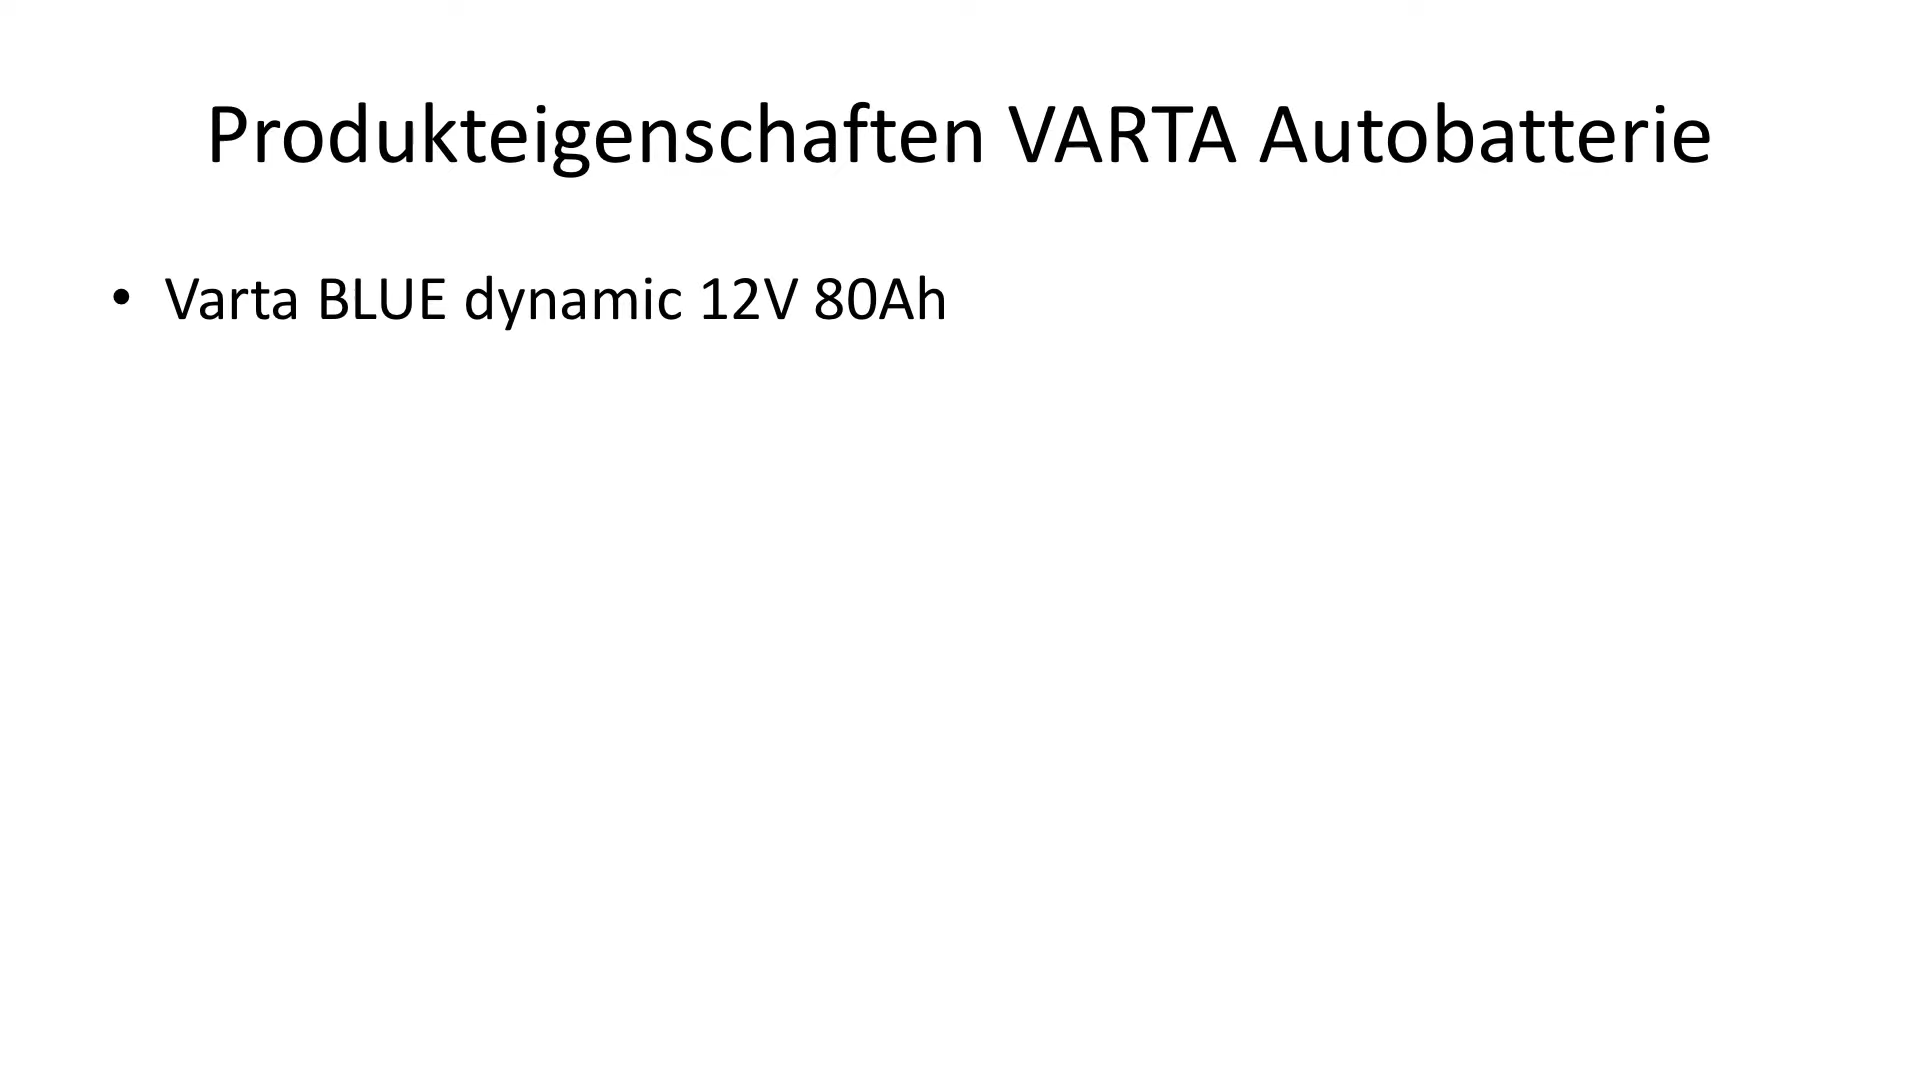 Produkteigenschaften VARTA Autobatterie
• Varta BLUE dynamic 12V 80Ah